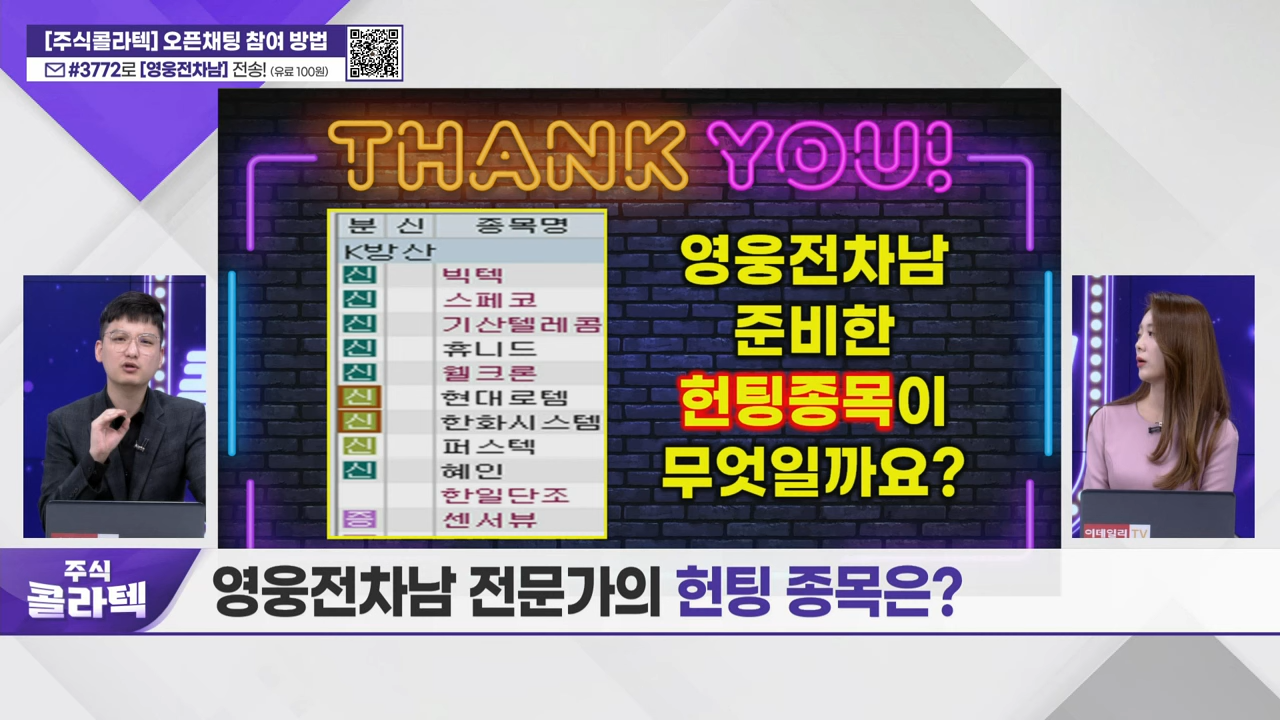 [주식콜라텍] 오픈채팅 참여 방법
#3772로 [영웅전차남] 전송! (유료 100원)
THANK YOU!
분 신 종목명
K방산
신 빅텍
신 스페코
신 기산텔레콤
신 휴니드
신 웰크론
신 현대로템
신 한화시스템
신 퍼스텍
신 혜인
한일단조
증 센서뷰
영웅전차남
준비한
헌팅종목이
무엇일까요?
이데일리TV
주식
콜라텍
영웅전차남 전문가의 헌팅 종목은?